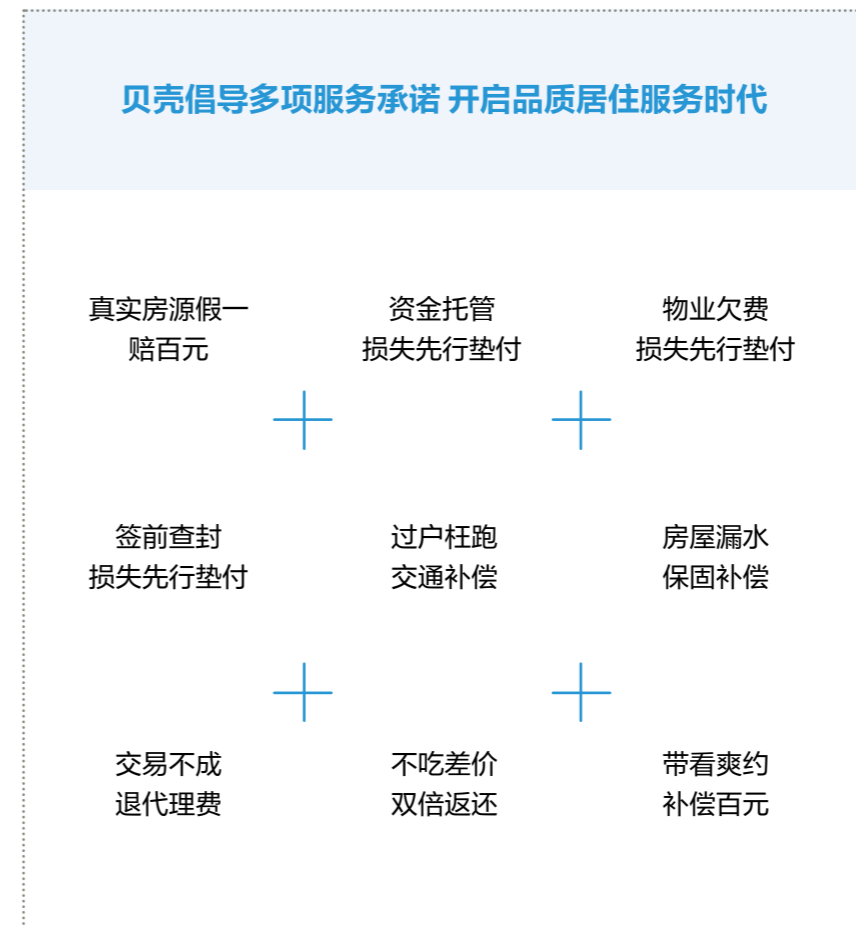 贝壳倡导多项服务承诺 开启品质居住服务时代
真实房源假一
赔百元
资金托管
损失先行垫付
物业欠费
损失先行垫付
签前查封
损失先行垫付
过户枉跑
交通补偿
房屋漏水
保固补偿
交易不成
退代理费
不吃差价
双倍返还
带看爽约
补偿百元